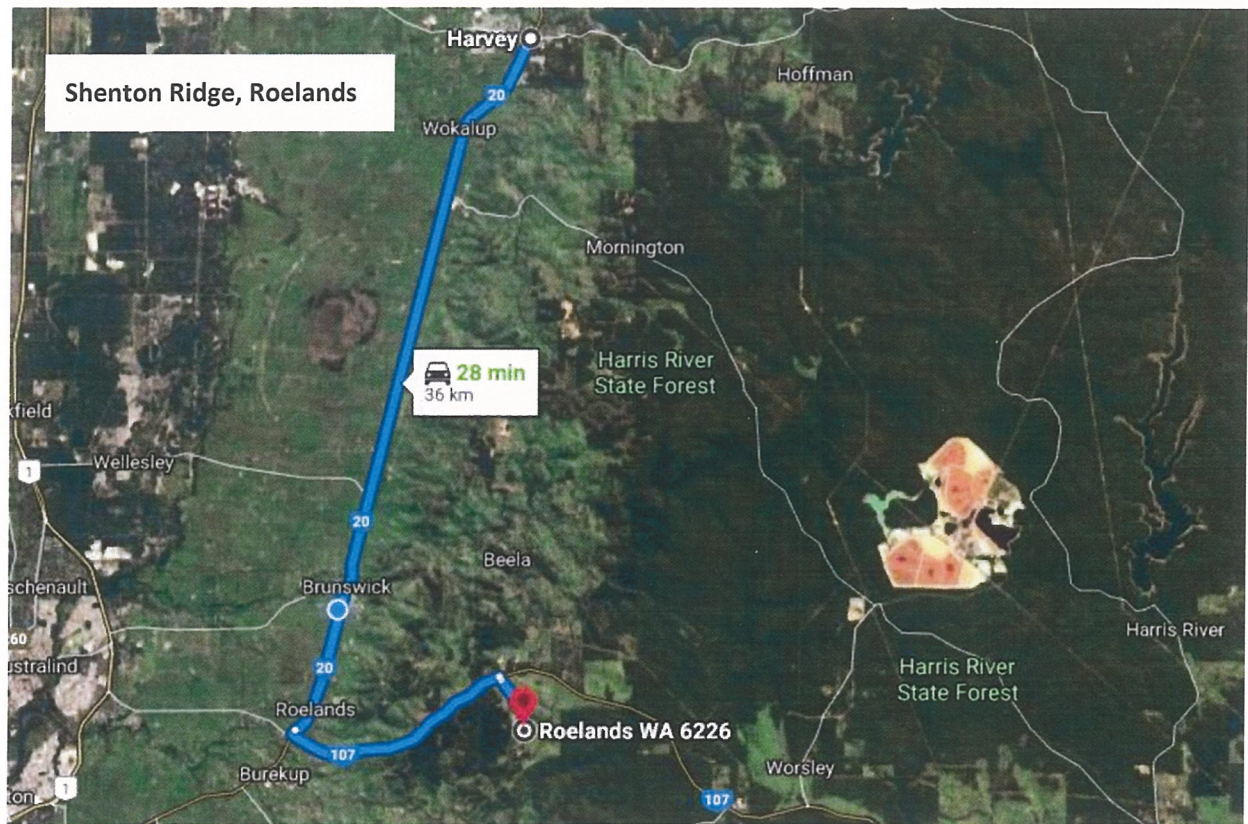 Harvey
Shenton Ridge, Roelands
Hoffman
20
Wokalup
Mornington
Harris River
State Forest
28 min
36 km
kfield
1
Wellesley
20
Beela
schenault
Brunswick
60
Harris River
ustralind
20
Harris River
State Forest
Roelands
Roelands WA 6226
107
Burekup
Worsley
ton
1
107